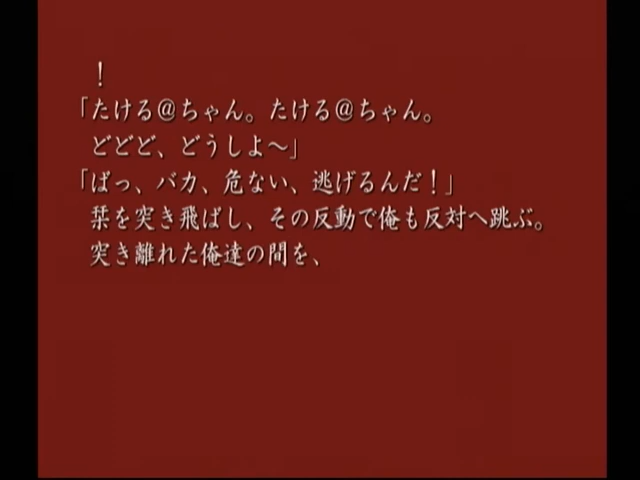 ！
「たける＠ちゃん。たける＠ちゃん。
どどど、どうしよ～」
「ばっ、バカ、危ない、逃げるんだ！」
栞を突き飛ばし、その反動で俺も反対へ跳ぶ。
突き離れた俺達の間を、